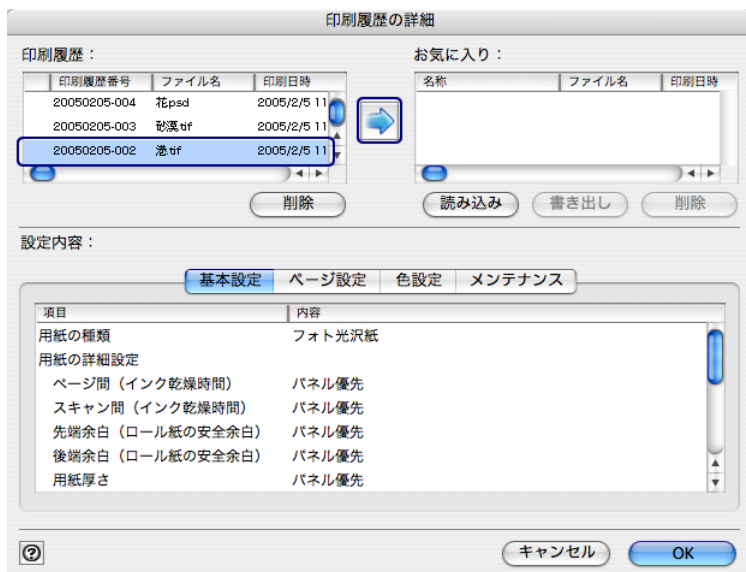 印刷履歴の詳細
印刷履歴：
お気に入り：
印刷履歴番号 ファイル名 印刷日時
名称 ファイル名 印刷日時
20050205-004 花psd 2005/2/5 11
20050205-003 砂漠tif 2005/2/5 11
20050205-002 港tif 2005/2/5 11
削除
読み込み 書き出し 削除
設定内容：
基本設定 ページ設定 色設定 メンテナンス
項目 内容
用紙の種類 フォト光沢紙
用紙の詳細設定
ページ間（インク乾燥時間） パネル優先
スキャン間（インク乾燥時間） パネル優先
先端余白（ロール紙の安全余白） パネル優先
後端余白（ロール紙の安全余白） パネル優先
用紙厚さ パネル優先
? キャンセル OK